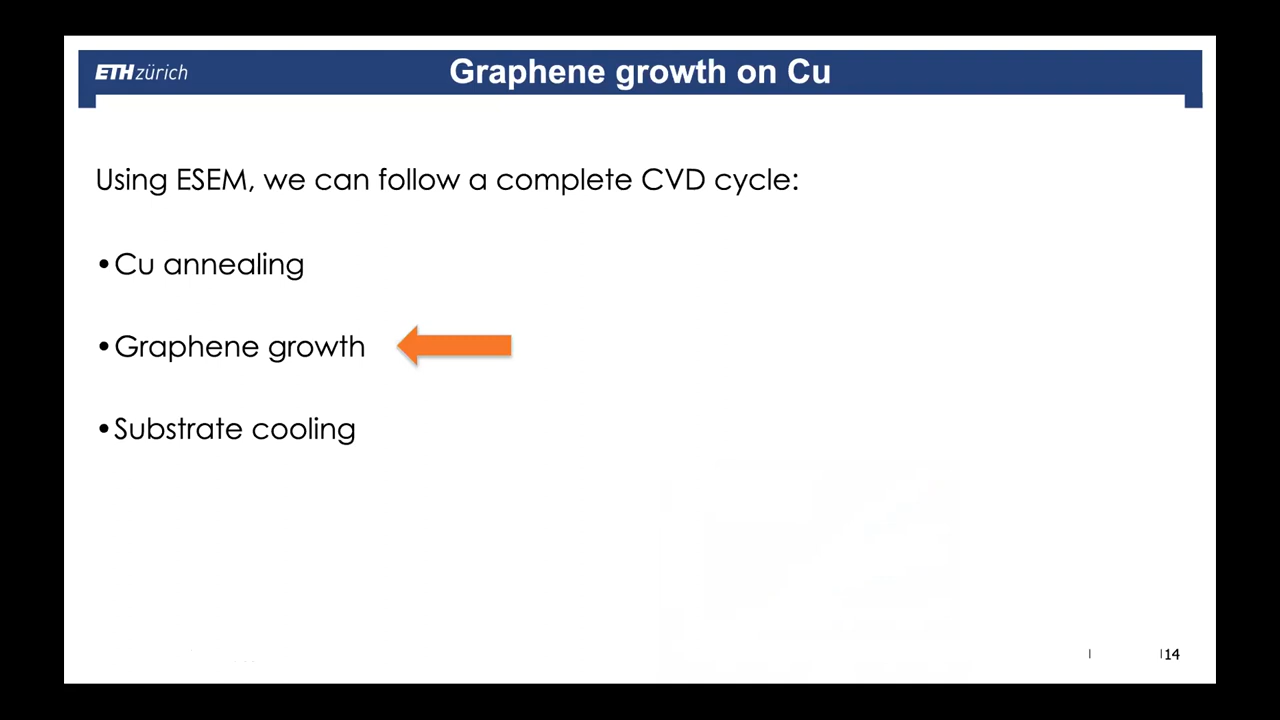 ETH zürich
Graphene growth on Cu
Using ESEM, we can follow a complete CVD cycle:
•Cu annealing
•Graphene growth
•Substrate cooling
14